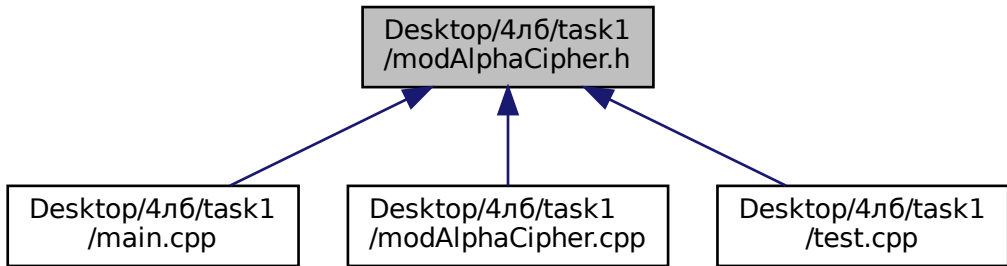 Desktop/4лб/task1
/modAlphaCipher.h
Desktop/4лб/task1
/main.cpp
Desktop/4лб/task1
/modAlphaCipher.cpp
Desktop/4лб/task1
/test.cpp